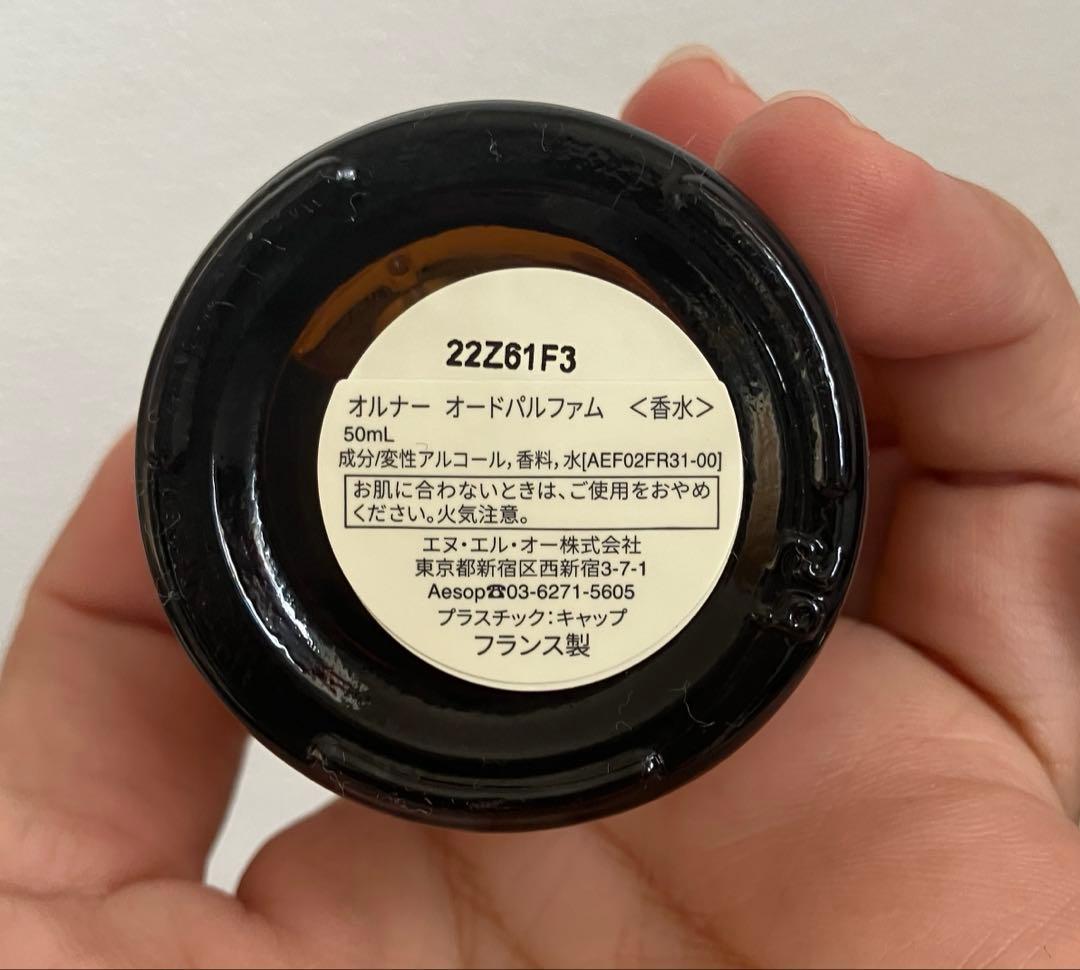 22Z61F3
オルナー オードパルファム ＜香水＞
50mL
成分/変性アルコール,香料,水[AEF02FR31-00]
お肌に合わないときは、ご使用をおやめ
ください。火気注意。
エヌ・エル・オー株式会社
東京都新宿区西新宿3-7-1
Aesop☎03-6271-5605
プラスチック：キャップ
フランス製